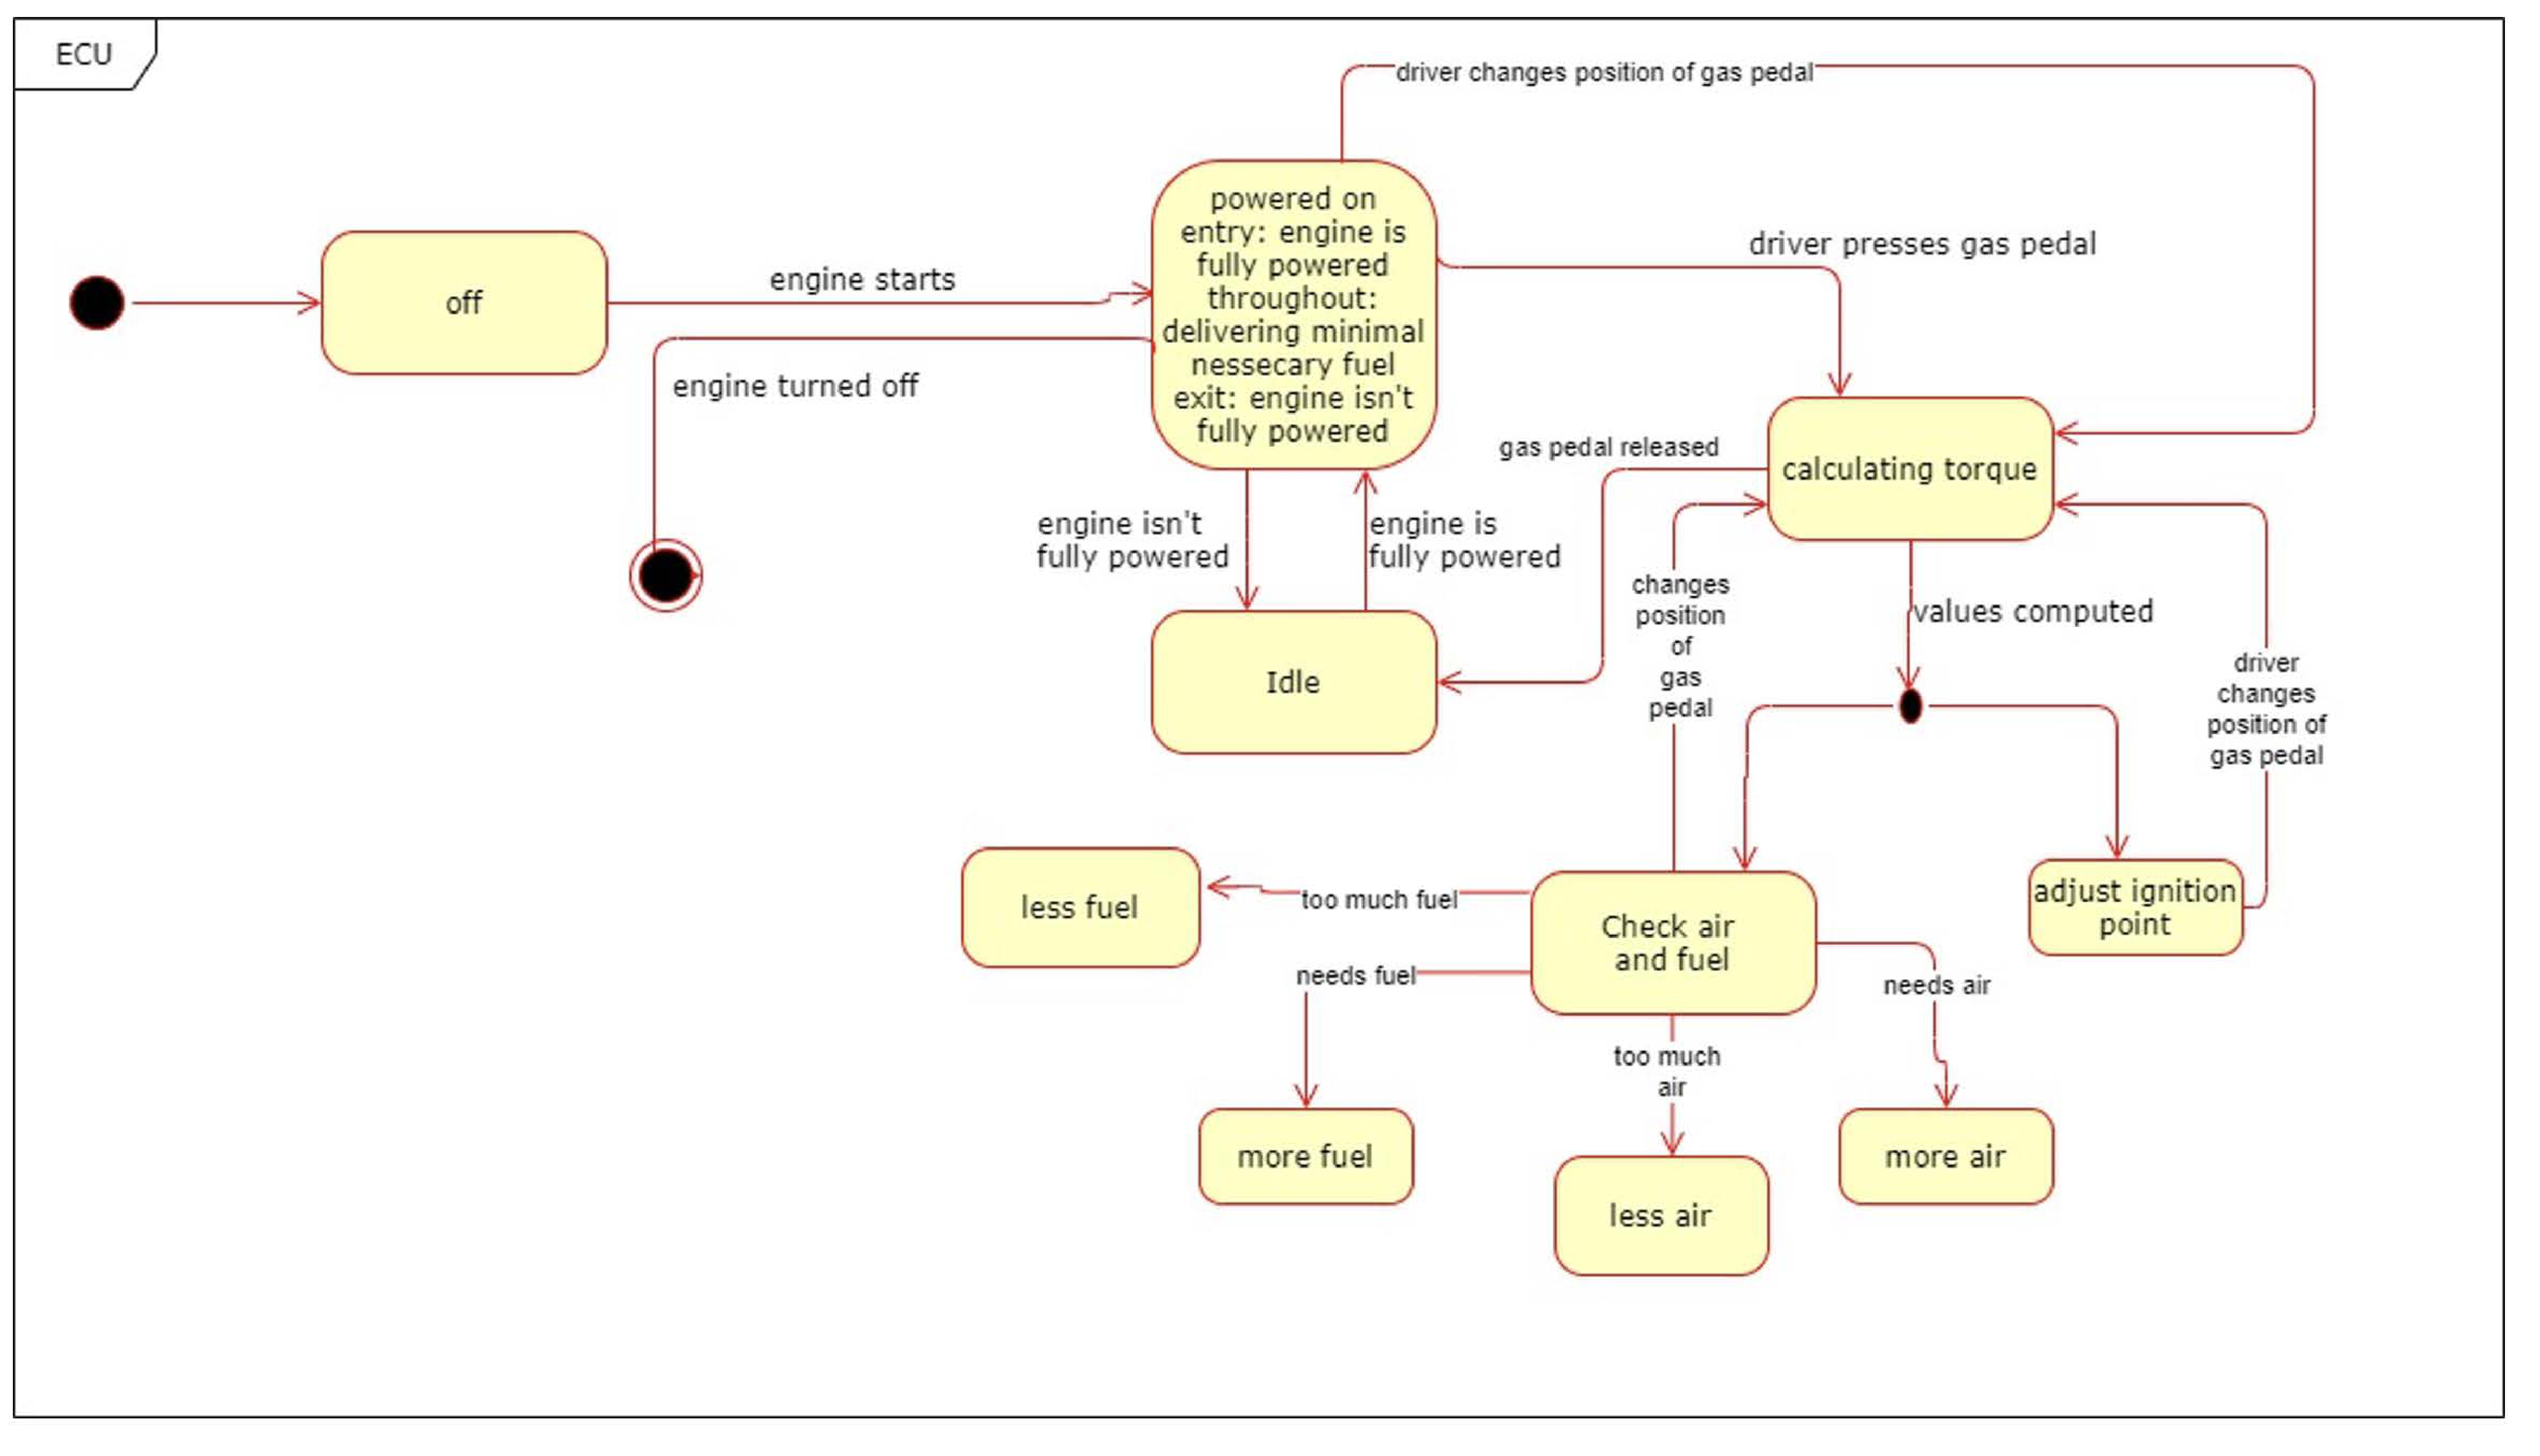 ECU
driver changes position of gas pedal
powered on
entry: engine is
fully powered
throughout:
delivering minimal
nessecary fuel
exit: engine isn't
fully powered
driver presses gas pedal
off
engine starts
engine turned off
gas pedal released
calculating torque
engine isn't
fully powered
engine is
fully powered
changes
position
of
gas
pedal
values computed
driver
changes
position of
gas pedal
Idle
less fuel
too much fuel
Check air
and fuel
adjust ignition
point
needs fuel
needs air
too much
air
more fuel
less air
more air